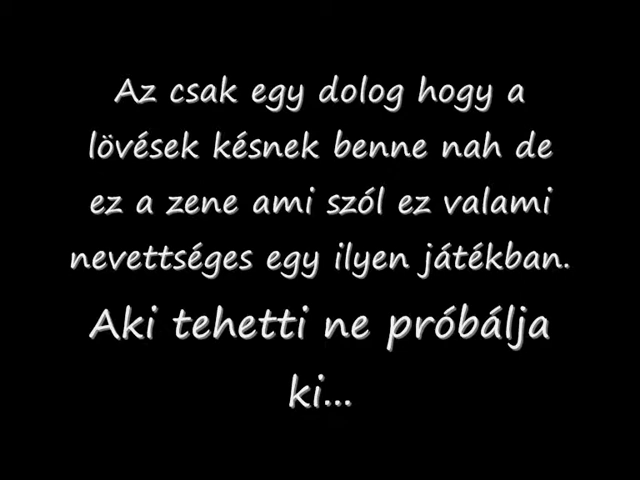 Az csak egy dolog hogy a
lövések késnek benne nah de
ez a zene ami szól ez valami
nevettséges egy ilyen játékban.
Aki tehetti ne próbálja
ki...